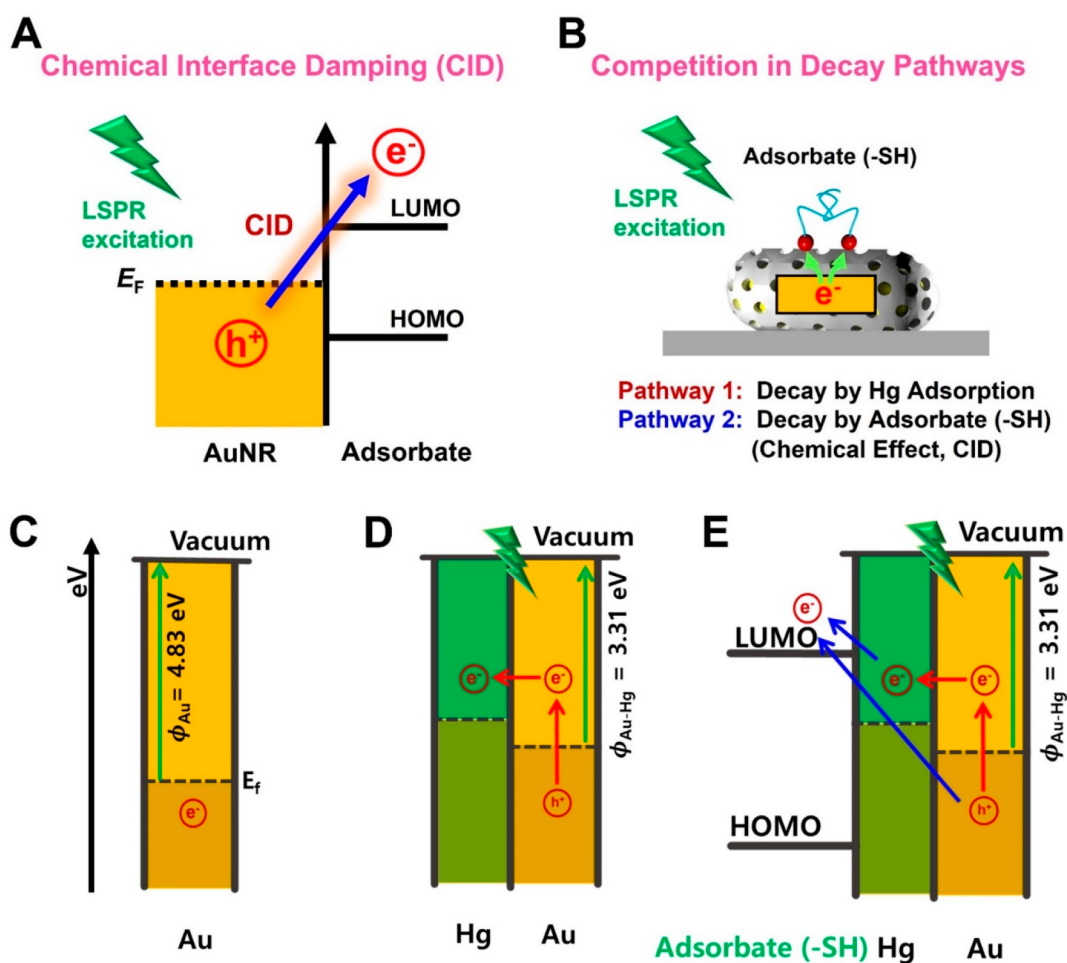 A
Chemical Interface Damping (CID)
LSPR
excitation
CID
e-
LUMO
EF
HOMO
h+
AuNR
Adsorbate
B
Competition in Decay Pathways
Adsorbate (-SH)
LSPR
excitation
e-
Pathway 1: Decay by Hg Adsorption
Pathway 2: Decay by Adsorbate (-SH)
(Chemical Effect, CID)
C
Vacuum
eV
ϕAu = 4.83 eV
Ef
e-
Au
D
Vacuum
e-
e-
h+
ϕAu-Hg = 3.31 eV
Hg
Au
E
Vacuum
e-
LUMO
e-
e-
h+
ϕAu-Hg = 3.31 eV
HOMO
Adsorbate (-SH) Hg Au